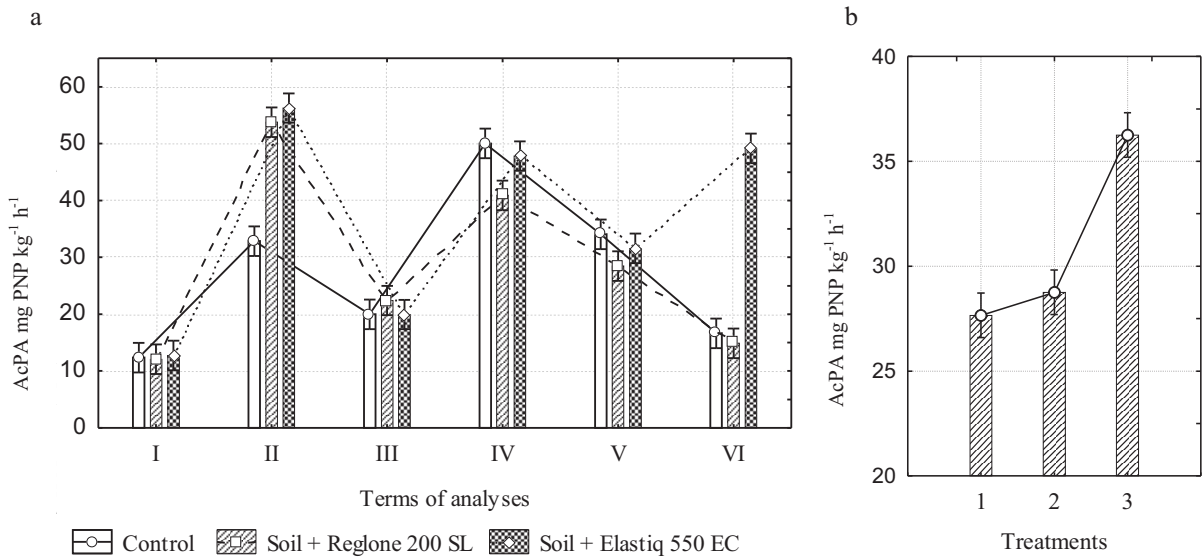 a
AcPA mg PNP kg⁻¹ h⁻¹
60
50
40
30
20
10
0
I II III IV V VI
Terms of analyses
Control Soil + Reglone 200 SL Soil + Elastiq 550 EC
b
AcPA mg PNP kg⁻¹ h⁻¹
40
35
30
25
20
1 2 3
Treatments